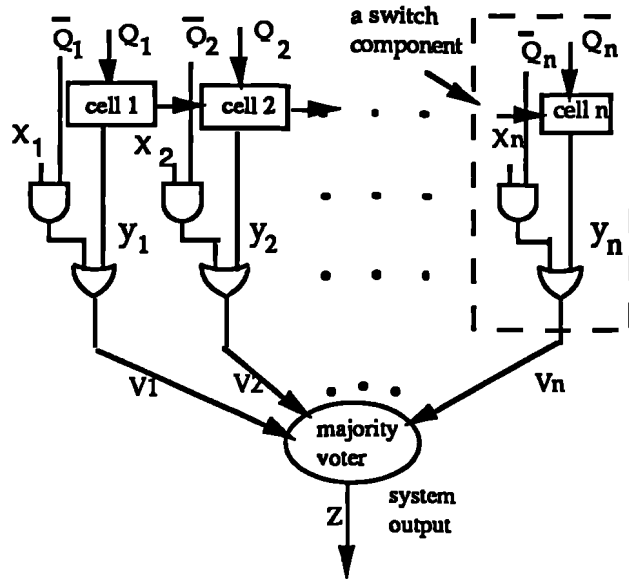 Q̅1 Q1 Q̅2 Q2 a switch component Q̅n Qn
cell 1 cell 2 cell n
X1 X2 Xn
y1 y2 yn
V1 V2 Vn
majority voter
Z system output